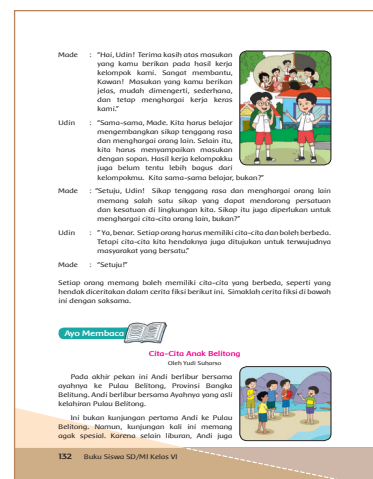 Made : "Hai, Udin! Terima kasih atas masukan
yang kamu berikan pada hasil kerja
kelompok kami. Sangat membantu,
Kawan! Masukan yang kamu berikan
jelas, mudah dimengerti, sederhana,
dan tetap menghargai kerja keras
kami."
Udin : "Sama-sama, Made. Kita harus belajar
mengembangkan sikap tenggang rasa
dan menghargai orang lain. Selain itu,
kita harus menyampaikan masukan
dengan sopan. Hasil kerja kelompokku
juga belum tentu lebih bagus dari
kelompokmu. Kita sama-sama belajar, bukan?"
Made : "Setuju, Udin! Sikap tenggang rasa dan menghargai orang lain
memang salah satu sikap yang dapat mendorong persatuan
dan kesatuan di lingkungan kita. Sikap itu juga diperlukan untuk
menghargai cita-cita orang lain, bukan?"
Udin : "Ya, benar. Setiap orang harus memiliki cita-cita dan boleh berbeda.
Tetapi cita-cita kita hendaknya juga ditujukan untuk terwujudnya
masyarakat yang bersatu."
Made : "Setuju!"
Setiap orang memang boleh memiliki cita-cita yang berbeda, seperti yang
hendak diceritakan dalam cerita fiksi berikut ini. Simaklah cerita fiksi di bawah
ini dengan saksama.
Ayo Membaca
Cita-Cita Anak Belitong
Oleh Yudi Suharso
Pada akhir pekan ini Andi berlibur bersama
ayahnya ke Pulau Belitong, Provinsi Bangka
Belitung. Andi berlibur bersama Ayahnya yang asli
kelahiran Pulau Belitong.
Ini bukan kunjungan pertama Andi ke Pulau
Belitong. Namun, kunjungan kali ini memang
agak spesial. Karena selain liburan, Andi juga
132 Buku Siswa SD/MI Kelas VI